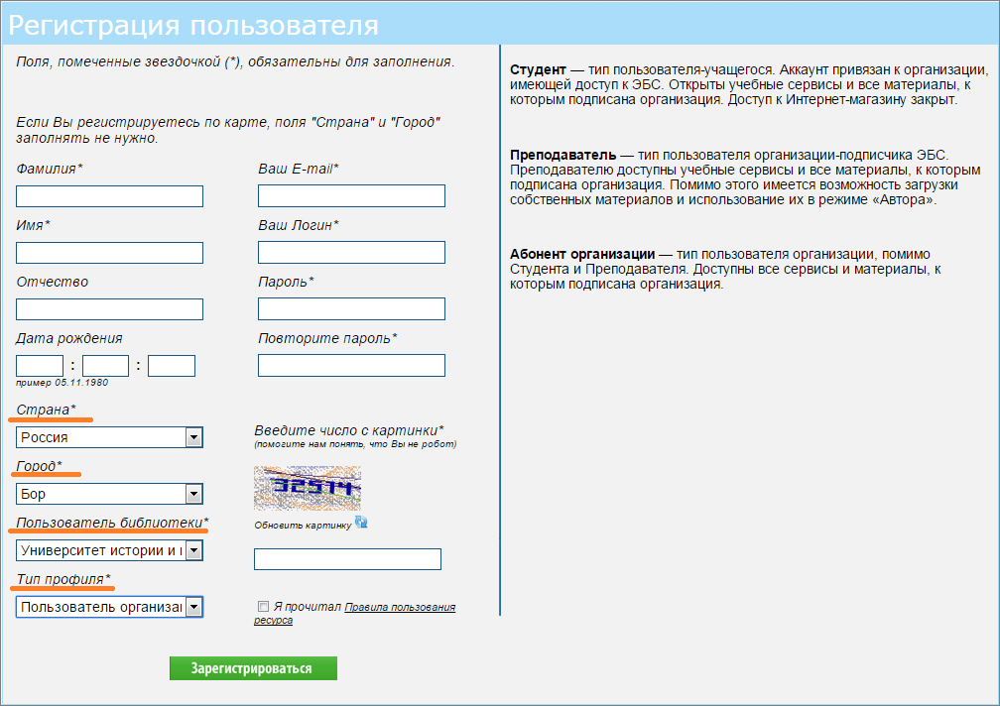 Регистрация пользователя
Поля, помеченные звездочкой (*), обязательны для заполнения.
Если Вы регистрируетесь по карте, поля "Страна" и "Город"
заполнять не нужно.
Фамилия*
Имя*
Отчество
Дата рождения
: :
пример 05.11.1980
Страна*
Россия
Город*
Бор
Пользователь библиотеки*
Университет истории и
Тип профиля*
Пользователь организа
Ваш E-mail*
Ваш Логин*
Пароль*
Повторите пароль*
Введите число с картинки*
(помогите нам понять, что Вы не робот)
Обновить картинку
Я прочитал Правила пользования
ресурса
Зарегистрироваться
Студент — тип пользователя-учащегося. Аккаунт привязан к организации,
имеющей доступ к ЭБС. Открыты учебные сервисы и все материалы, к
которым подписана организация. Доступ к Интернет-магазину закрыт.
Преподаватель — тип пользователя организации-подписчика ЭБС.
Преподавателю доступны учебные сервисы и все материалы, к которым
подписана организация. Помимо этого имеется возможность загрузки
собственных материалов и использование их в режиме «Автора».
Абонент организации — тип пользователя организации, помимо
Студента и Преподавателя. Доступны все сервисы и материалы, к
которым подписана организация.